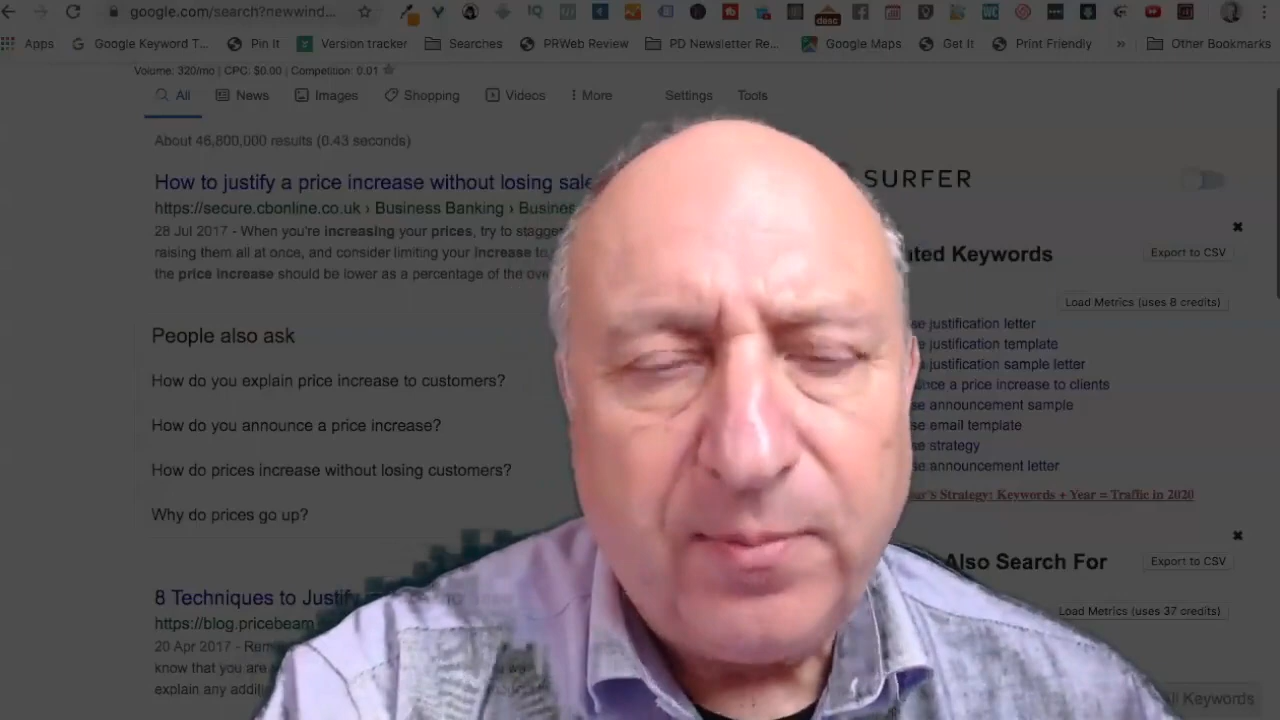 google.com/search?newwind...
desc
Apps
Google Keyword T...
Pin It
Version tracker
Searches
PRWeb Review
PD Newsletter Re...
Google Maps
Get It
Print Friendly
»
Other Bookmarks
Volume: 320/mo | CPC: $0.00 | Competition: 0.01
All
News
Images
Shopping
Videos
More
Settings
Tools
About 46,800,000 results (0.43 seconds)
How to justify a price increase without losing sale
https://secure.cbonline.co.uk › Business Banking › Busines
28 Jul 2017 - When you're increasing your prices, try to stagge
raising them all at once, and consider limiting your increase to
the price increase should be lower as a percentage of the ove
People also ask
How do you explain price increase to customers?
How do you announce a price increase?
How do prices increase without losing customers?
Why do prices go up?
8 Techniques to Justify
https://blog.pricebeam
20 Apr 2017 - Rem
know that you are
explain any additi
SURFER
ated Keywords
Export to CSV
Load Metrics (uses 8 credits)
se justification letter
se justification template
se justification sample letter
nce a price increase to clients
se announcement sample
se email template
se strategy
se announcement letter
ar's Strategy: Keywords + Year = Traffic in 2020
Also Search For
Export to CSV
Load Metrics (uses 37 credits)
ll Keywords